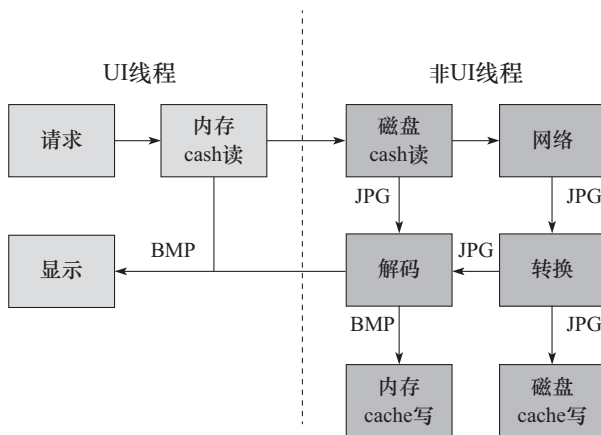 UI线程
非UI线程
请求
内存
cash读
磁盘
cash读
网络
JPG
JPG
显示
BMP
解码
JPG
转换
BMP
JPG
内存
cache写
磁盘
cache写